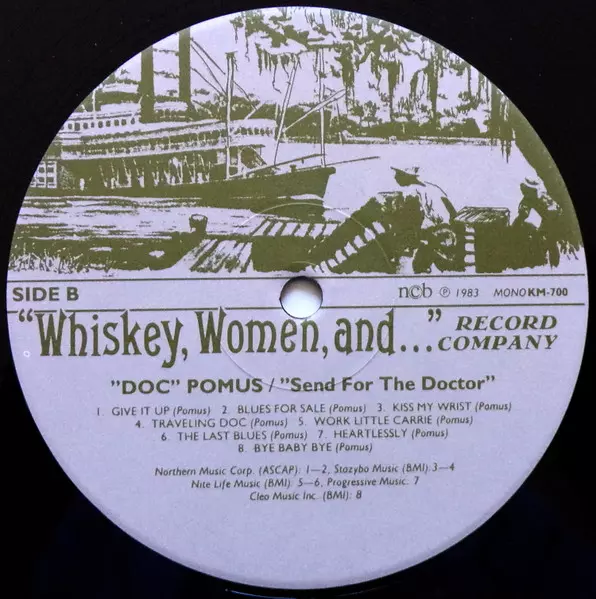 SIDE B
ncb ℗ 1983 MONO KM-700
"Whiskey, Women, and..." RECORD
COMPANY
"DOC" POMUS / "Send For The Doctor"
1. GIVE IT UP (Pomus) 2. BLUES FOR SALE (Pomus) 3. KISS MY WRIST (Pomus)
4. TRAVELING DOC (Pomus) 5. WORK LITTLE CARRIE (Pomus)
6. THE LAST BLUES (Pomus) 7. HEARTLESSLY (Pomus)
8. BYE BABY BYE (Pomus)
Northern Music Corp. (ASCAP): 1—2, Stazybo Music (BMI): 3—4
Nite Life Music (BMI): 5—6, Progressive Music. 7
Cleo Music Inc. (BMI): 8